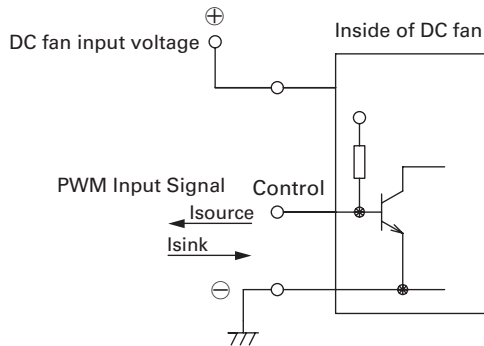 ⊕
Inside of DC fan
DC fan input voltage
PWM Input Signal
Control
Isource
Isink
⊖